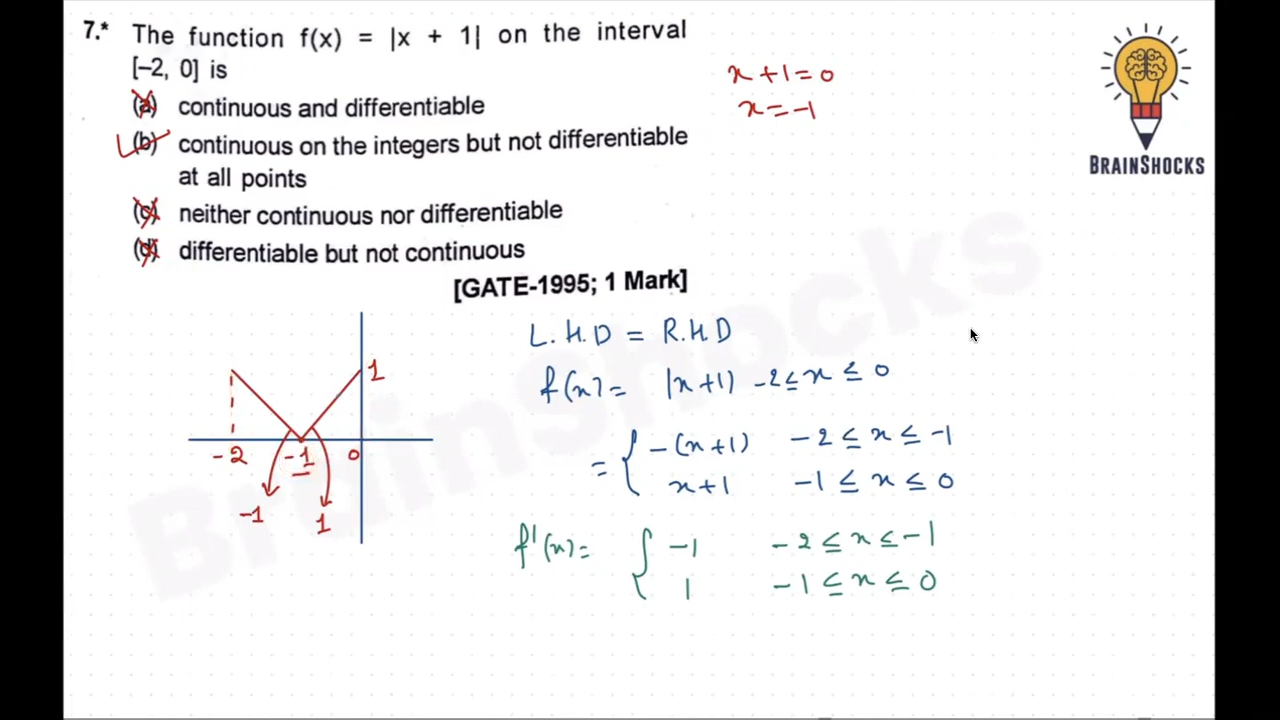 7.* The function f(x) = |x + 1| on the interval
[–2, 0] is
(a) continuous and differentiable
(b) continuous on the integers but not differentiable
at all points
(c) neither continuous nor differentiable
(d) differentiable but not continuous
[GATE-1995; 1 Mark]
x+1=0
x=-1
BRAINSHOCKS
Brainshocks
1
-2 -1 0
-1 1
L.H.D = R.H.D
f(x)= |x+1) -2≤x≤0
= { -(x+1) -2≤x≤-1
x+1 -1≤x≤0
f'(x)= { -1 -2≤x≤-1
1 -1≤x≤0